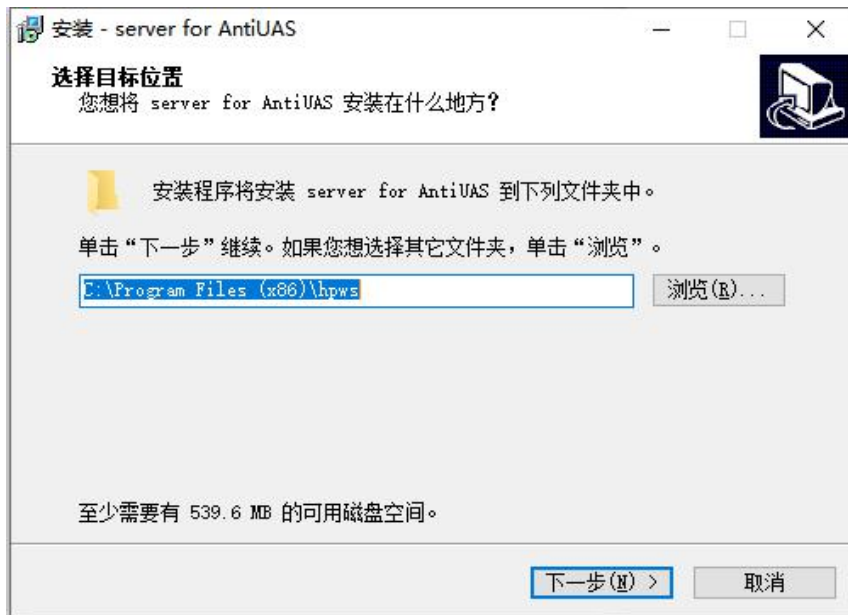 安装 - server for AntiUAS
选择目标位置
您想将 server for AntiUAS 安装在什么地方？
安装程序将安装 server for AntiUAS 到下列文件夹中。
单击“下一步”继续。如果您想选择其它文件夹，单击“浏览”。
C:\Program Files (x86)\hpws
浏览(R)...
至少需要有 539.6 MB 的可用磁盘空间。
下一步(N) >
取消